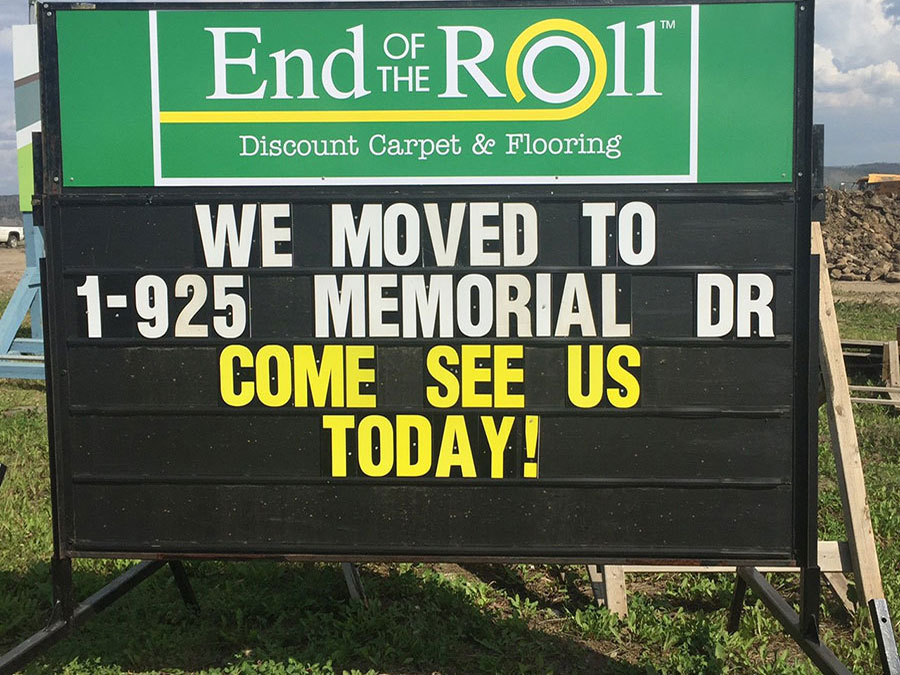 End OF THE Roll™
Discount Carpet & Flooring
WE MOVED TO
1-925 MEMORIAL DR
COME SEE US
TODAY!